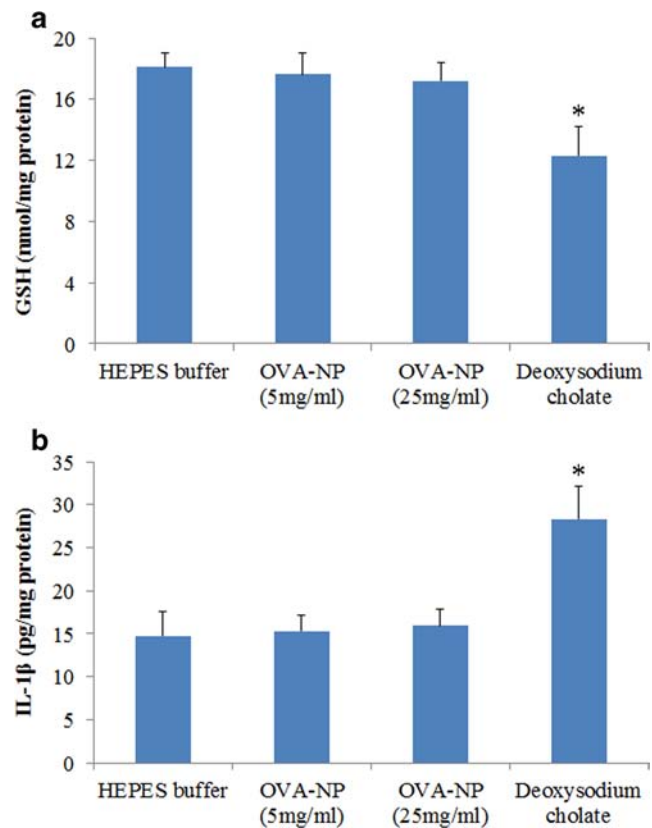 a
20
16
12
8
4
0
GSH (nmol/mg protein)
*
HEPES buffer
OVA-NP
(5mg/ml)
OVA-NP
(25mg/ml)
Deoxysodium
cholate
b
35
30
25
20
15
10
5
0
IL-1β (pg/mg protein)
*
HEPES buffer
OVA-NP
(5mg/ml)
OVA-NP
(25mg/ml)
Deoxysodium
cholate